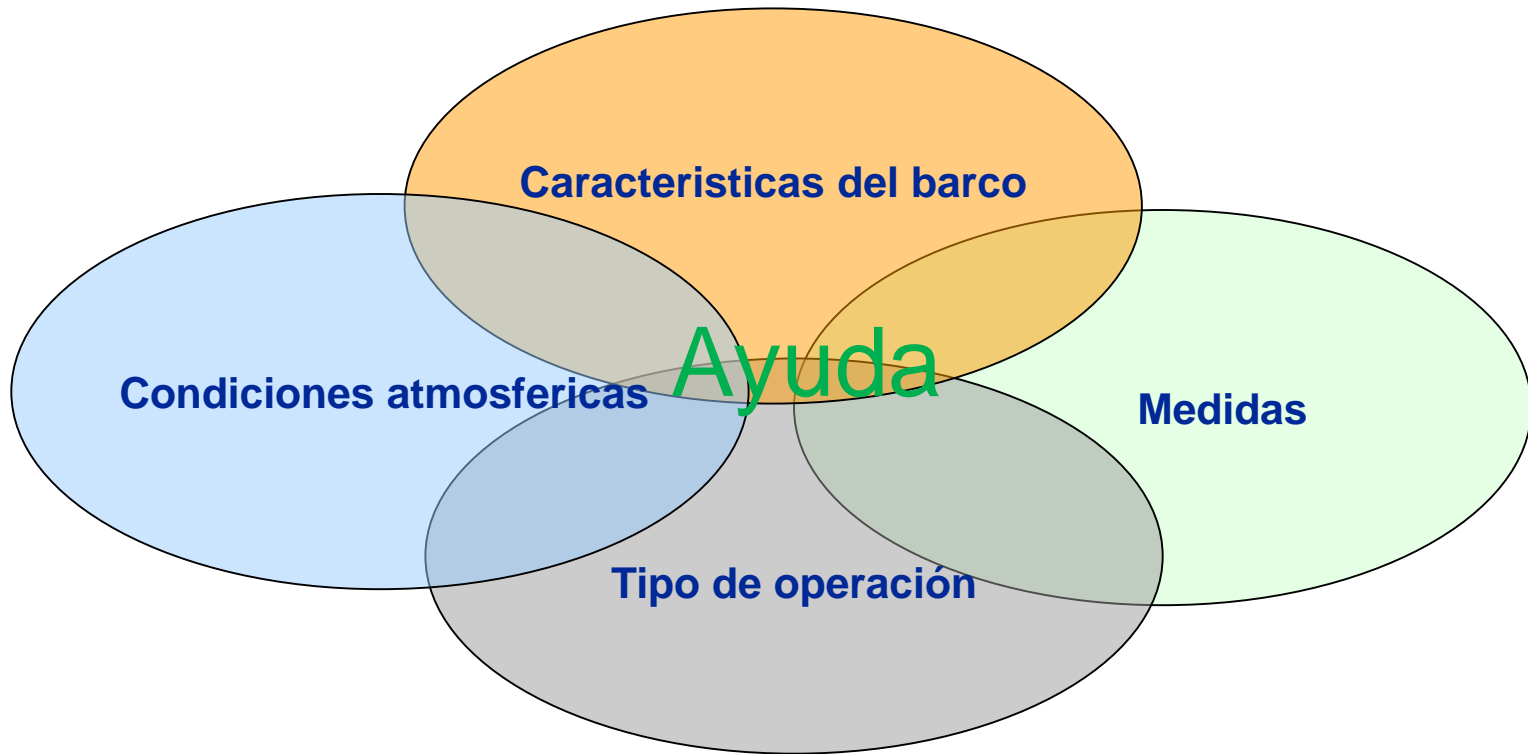 Caracteristicas del barco
Ayuda
Condiciones atmosfericas
Medidas
Tipo de operación